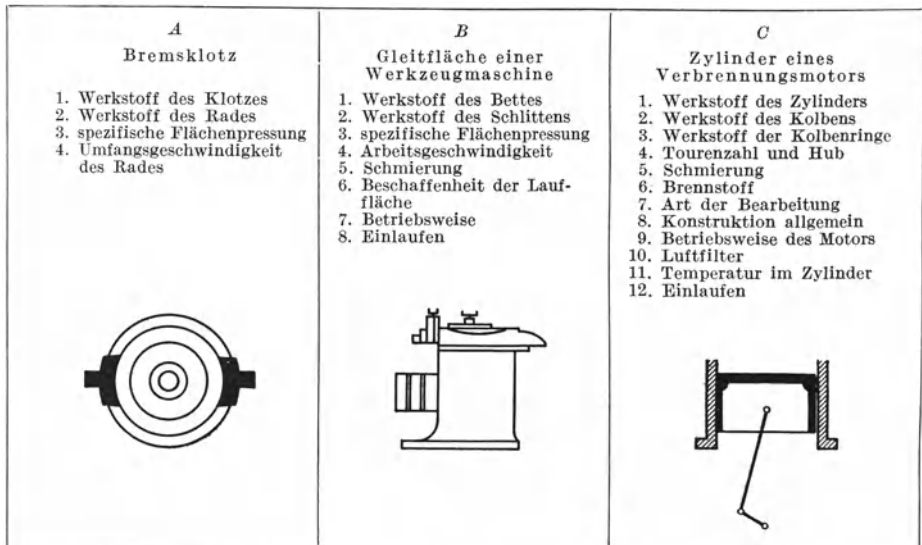 A
Bremsklotz
1. Werkstoff des Klotzes
2. Werkstoff des Rades
3. spezifische Flächenpressung
4. Umfangsgeschwindigkeit
des Rades
B
Gleitfläche einer
Werkzeugmaschine
1. Werkstoff des Bettes
2. Werkstoff des Schlittens
3. spezifische Flächenpressung
4. Arbeitsgeschwindigkeit
5. Schmierung
6. Beschaffenheit der Lauf-
fläche
7. Betriebsweise
8. Einlaufen
C
Zylinder eines
Verbrennungsmotors
1. Werkstoff des Zylinders
2. Werkstoff des Kolbens
3. Werkstoff der Kolbenringe
4. Tourenzahl und Hub
5. Schmierung
6. Brennstoff
7. Art der Bearbeitung
8. Konstruktion allgemein
9. Betriebsweise des Motors
10. Luftfilter
11. Temperatur im Zylinder
12. Einlaufen